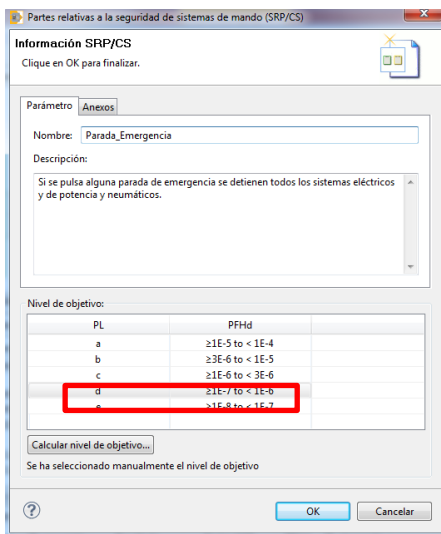 Partes relativas a la seguridad de sistemas de mando (SRP/CS)
Información SRP/CS
Clique en OK para finalizar.
Parámetro Anexos
Nombre: Parada_Emergencia
Descripción:
Si se pulsa alguna parada de emergencia se detienen todos los sistemas eléctricos
y de potencia y neumáticos.
Nivel de objetivo:
PL PFHd
a ≥1E-5 to < 1E-4
b ≥3E-6 to < 1E-5
c ≥1E-6 to < 3E-6
d ≥1E-7 to < 1E-6
e ≥1E-8 to < 1E-7
Calcular nivel de objetivo...
Se ha seleccionado manualmente el nivel de objetivo
? OK Cancelar